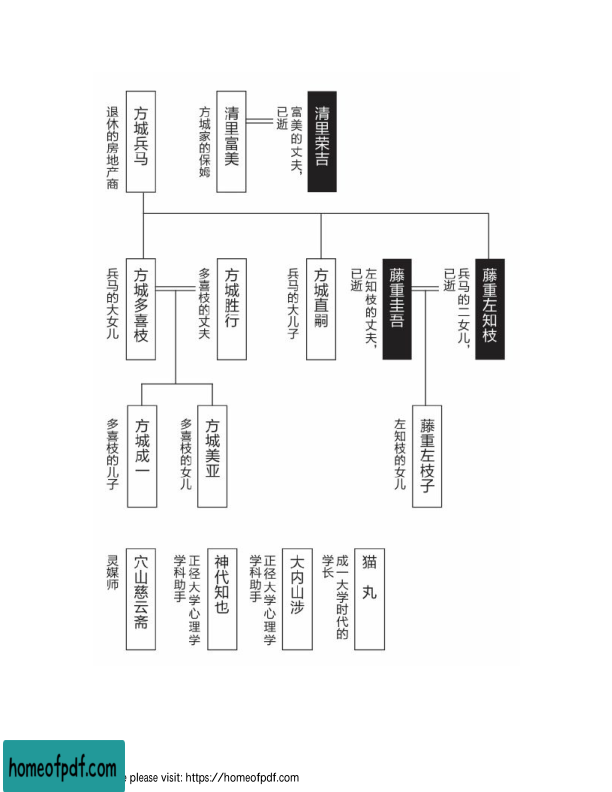 方城兵马
退休的房地产商
清里富美
方城家的保姆
清里荣吉
富美的丈夫，
已逝
方城多喜枝
兵马的大女儿
方城胜行
多喜枝的丈夫
方城直嗣
兵马的大儿子
藤重圭吾
左知枝的丈夫，
已逝
藤重左知枝
兵马的二女儿，
已逝
方城成一
多喜枝的儿子
方城美亚
多喜枝的女儿
藤重左枝子
左知枝的女儿
穴山慈云斋
灵媒师
神代知也
正径大学心理学
学科助手
大内山涉
正径大学心理学
学科助手
猫 丸
成一大学时代的
学长
homeofpdf.com
please visit: https://homeofpdf.com